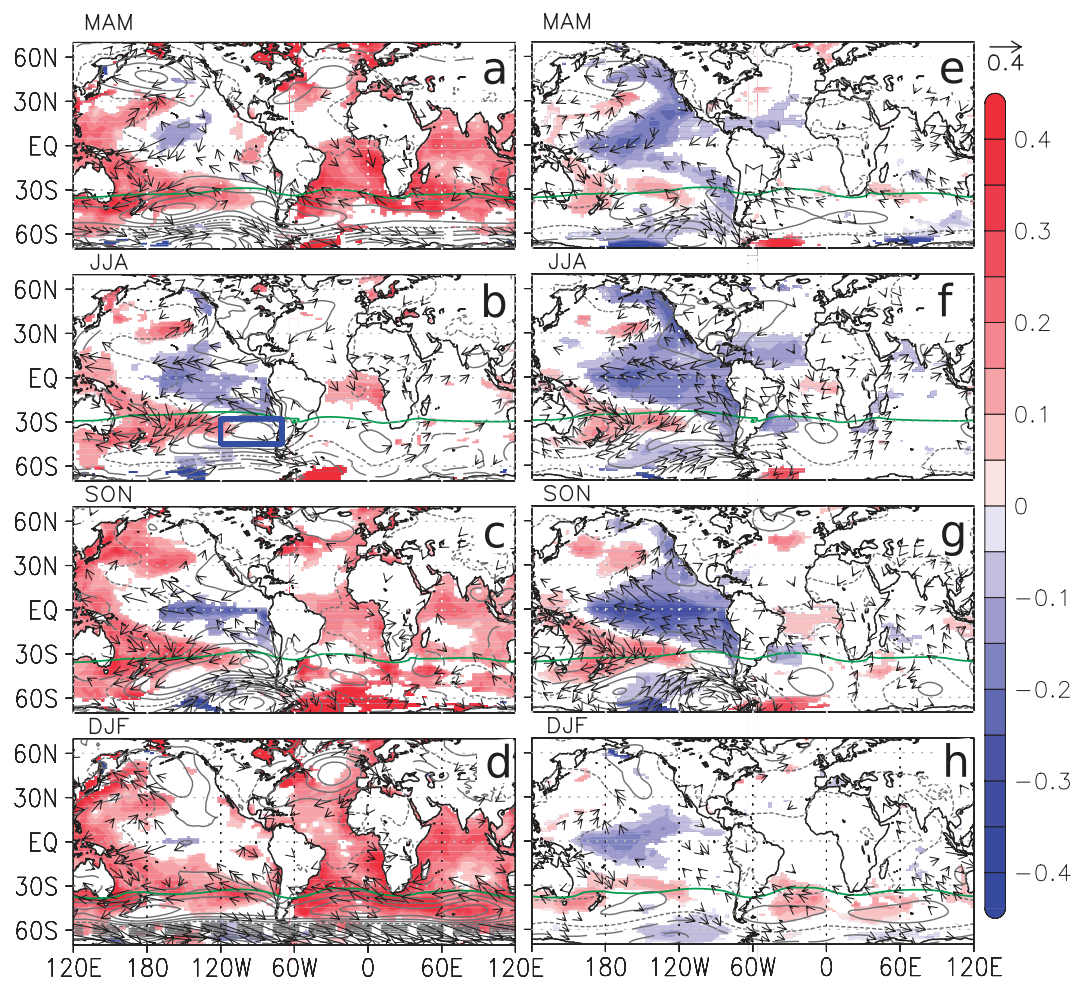 MAM MAM
60N a e
30N
EQ
30S
60S
JJA JJA
60N b f
30N
EQ
30S
60S
SON SON
60N c g
30N
EQ
30S
60S
DJF DJF
60N d h
30N
EQ
30S
60S
120E 180 120W 60W 0 60E 120E 180 120W 60W 0 60E 120E
0.4
0.4
0.3
0.2
0.1
0
−0.1
−0.2
−0.3
−0.4